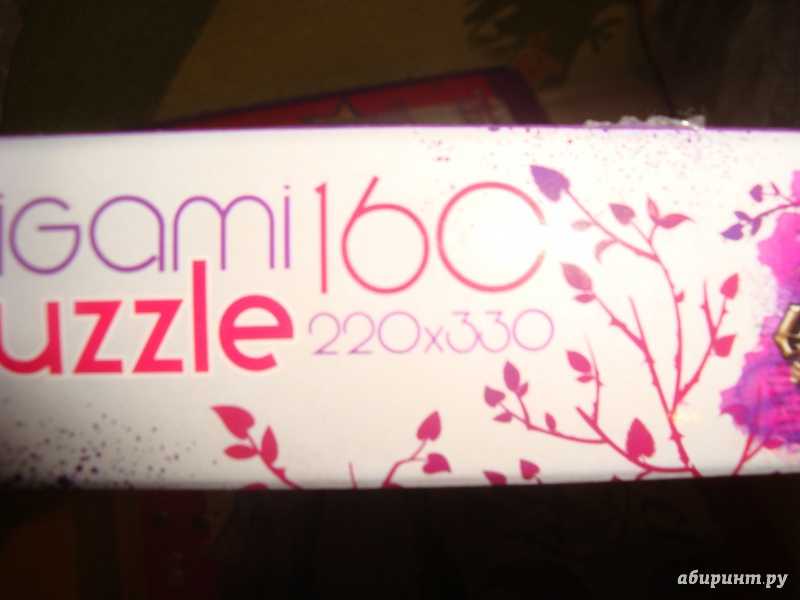 igami 160
uzzle 220x330
абиринт.ру